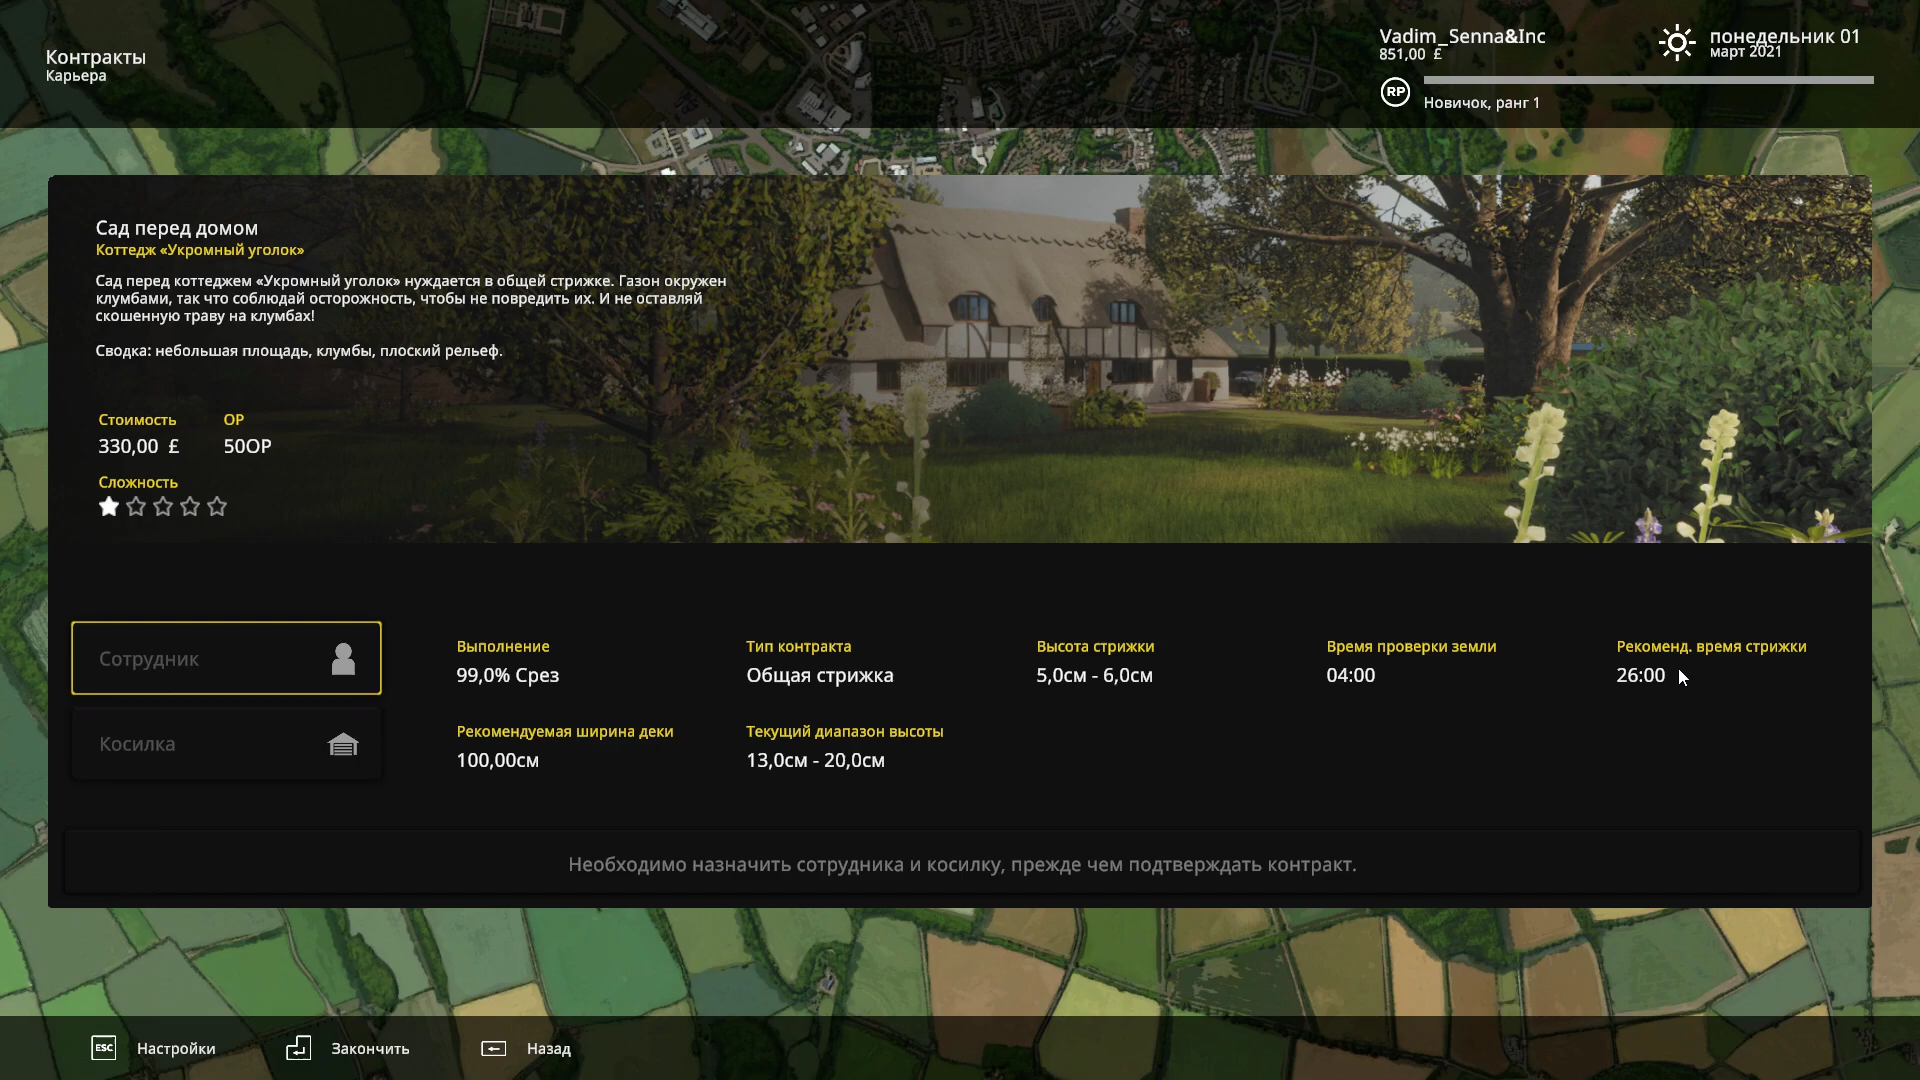 Контракты
Карьера
Vadim_Senna&Inc
851,00 £
понедельник 01
март 2021
RP
Новичок, ранг 1
Сад перед домом
Коттедж «Укромный уголок»
Сад перед коттеджем «Укромный уголок» нуждается в общей стрижке. Газон окружен
клумбами, так что соблюдай осторожность, чтобы не повредить их. И не оставляй
скошенную траву на клумбах!
Сводка: небольшая площадь, клумбы, плоский рельеф.
Стоимость ОР
330,00 £ 50ОР
Сложность
Сотрудник
Косилка
Выполнение
99,0% Срез
Тип контракта
Общая стрижка
Высота стрижки
5,0см - 6,0см
Время проверки земли
04:00
Рекоменд. время стрижки
26:00
Рекомендуемая ширина деки
100,00см
Текущий диапазон высоты
13,0см - 20,0см
Необходимо назначить сотрудника и косилку, прежде чем подтверждать контракт.
ESC Настройки
Закончить
Назад